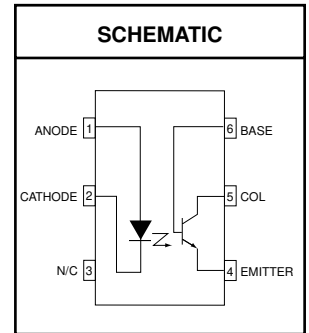 SCHEMATIC
ANODE 1
6 BASE
CATHODE 2
5 COL
N/C 3
4 EMITTER